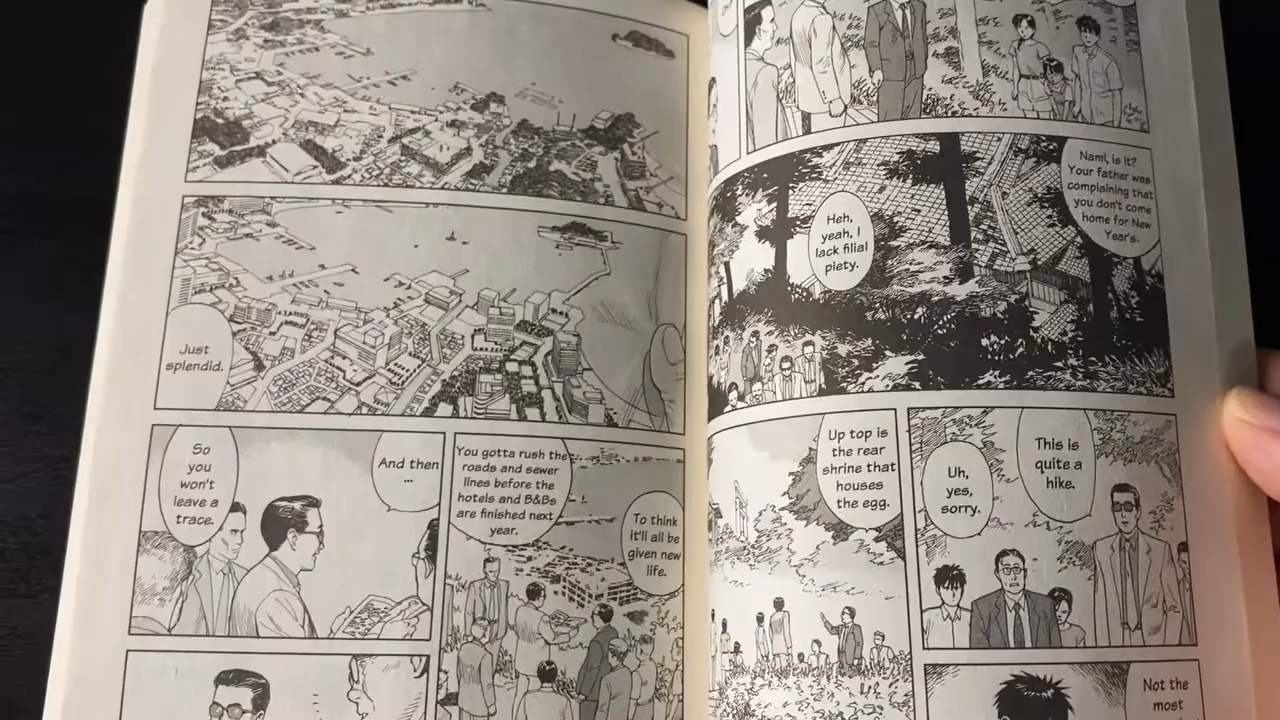 Nami, is it?
Your father was
complaining that
you don't come
home for New
Year's.
Heh,
yeah, I
lack filial
piety.
This is
quite a
hike.
Uh,
yes,
sorry.
Up top is
the rear
shrine that
houses
the egg.
Not the
most
Just
splendid.
To think
it'll all be
given new
life.
You gotta rush the
roads and sewer
lines before the
hotels and B&Bs
are finished next
year.
And then
...
So
you
won't
leave a
trace.